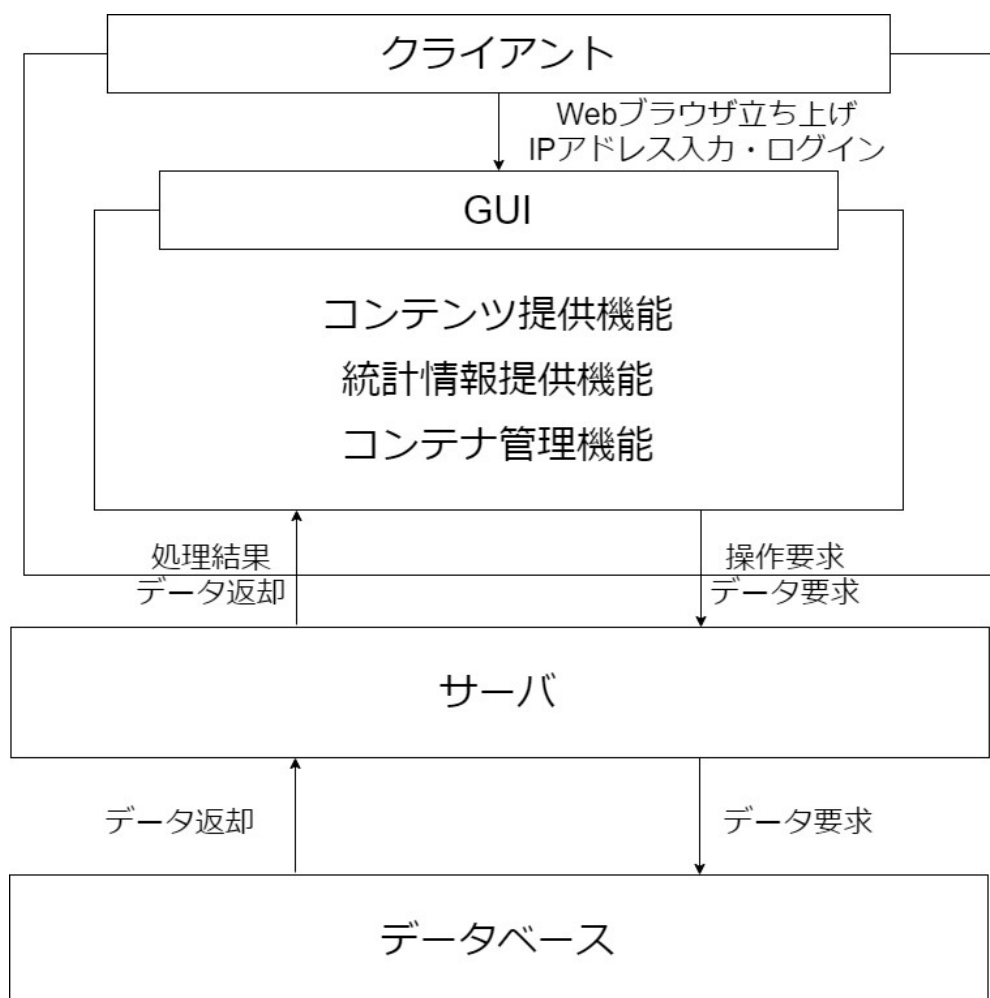 クライアント
Webブラウザ立ち上げ
IPアドレス入力・ログイン
GUI
コンテンツ提供機能
統計情報提供機能
コンテナ管理機能
処理結果
データ返却
操作要求
データ要求
サーバ
データ返却
データ要求
データベース